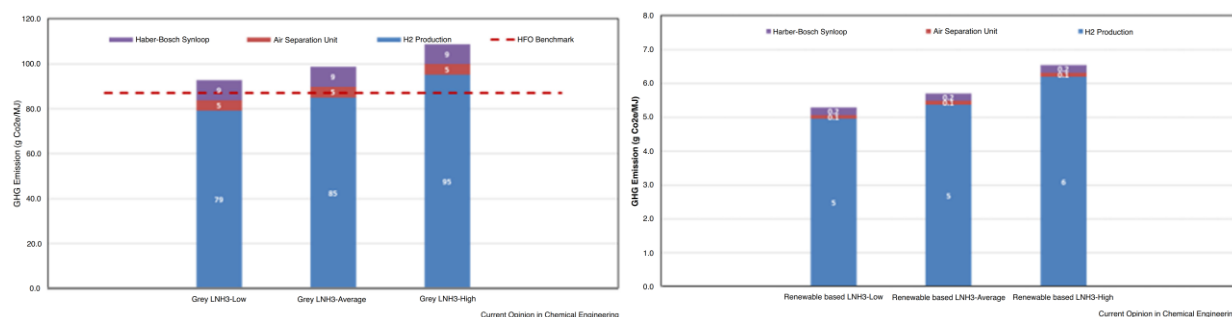 120.0
Haber-Bosch Synloop
Air Separation Unit
H2 Production
HFO Benchmark
100.0
80.0
60.0
40.0
20.0
0.0
GHG Emission (g Co2e/MJ)
9
5
79
9
5
85
9
5
95
Grey LNH3-Low
Grey LNH3-Average
Grey LNH3-High
Current Opinion in Chemical Engineering
8.0
Harber-Bosch Synloop
Air Separation Unit
H2 Production
7.0
6.0
5.0
4.0
3.0
2.0
1.0
0.0
GHG Emission (g Co2e/MJ)
0.2
0.1
5
0.2
0.1
5
0.2
0.1
6
Renewable based LNH3-Low
Renewable based LNH3-Average
Renewable based LNH3-High
Current Opinion in Chemical Engineering